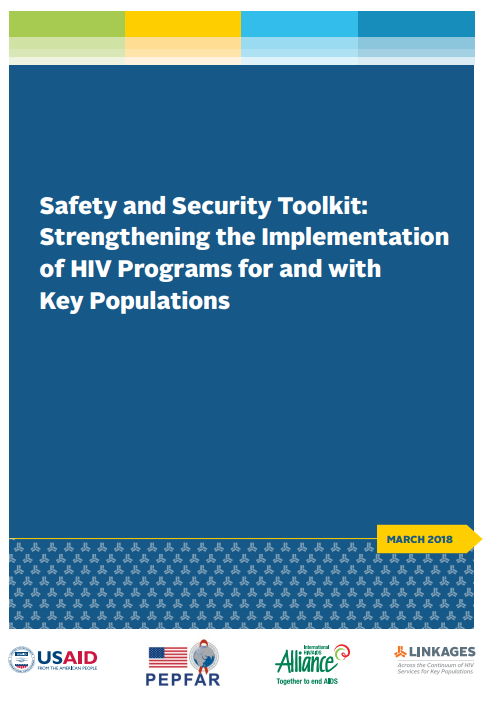 Safety and Security Toolkit:
Strengthening the Implementation
of HIV Programs for and with
Key Populations
MARCH 2018
USAID
FROM THE AMERICAN PEOPLE
PEPFAR
International
HIV/AIDS
Alliance
Together to end AIDS
LINKAGES
Across the Continuum of HIV
Services for Key Populations